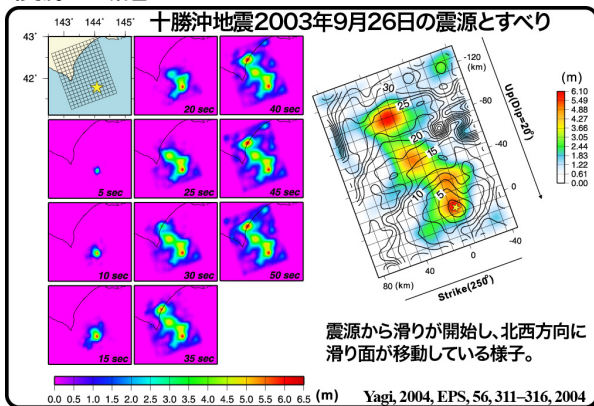 十勝沖地震2003年9月26日の震源とすべり
143˚ 144˚ 145˚
43˚
42˚
5 sec
10 sec
15 sec
20 sec
25 sec
30 sec
35 sec
40 sec
45 sec
50 sec
0.0 0.5 1.0 1.5 2.0 2.5 3.0 3.5 4.0 4.5 5.0 5.5 6.0 6.5 (m)
-120
(km)
-80
-40
0
-40
0
40
80 (km)
30
25
20
15
10
5
Up(Dip=20˚)
Strike(250˚)
(m)
6.10
5.49
4.88
4.27
3.66
3.05
2.44
1.83
1.22
0.61
0.00
震源から滑りが開始し、北西方向に
滑り面が移動している様子。
Yagi, 2004, EPS, 56, 311–316, 2004